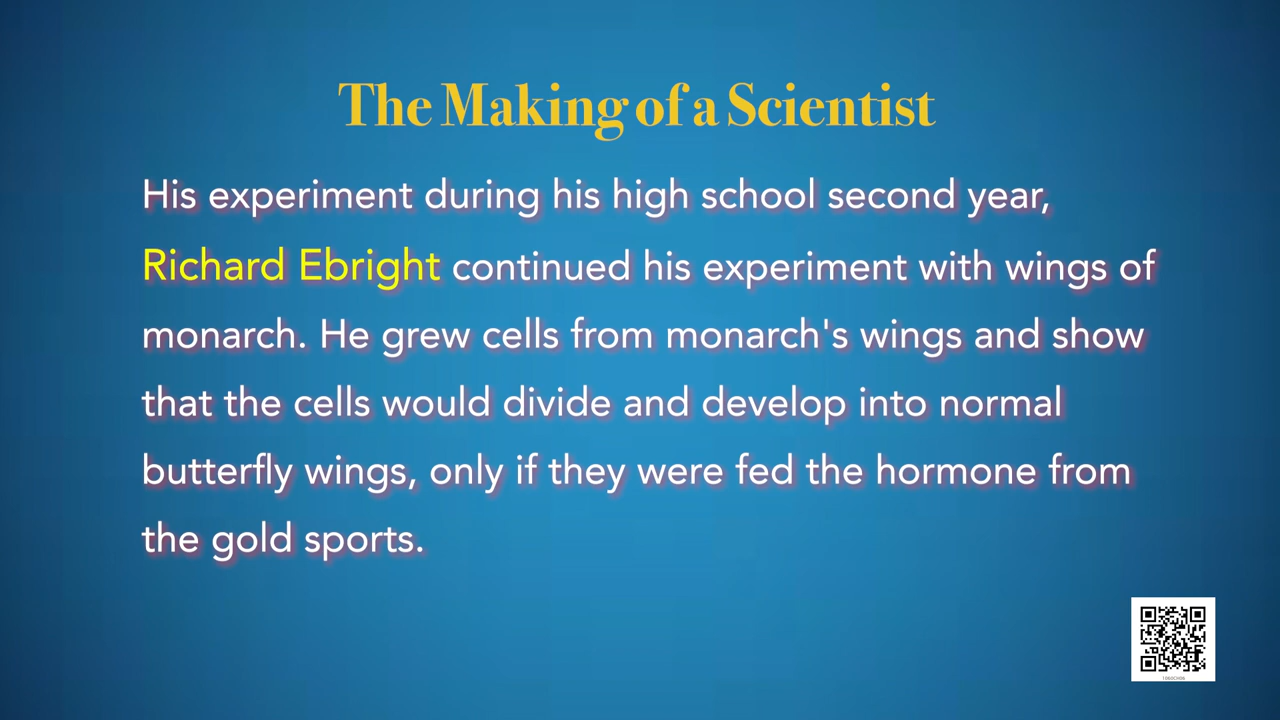 The Making of a Scientist
His experiment during his high school second year,
Richard Ebright continued his experiment with wings of
monarch. He grew cells from monarch's wings and show
that the cells would divide and develop into normal
butterfly wings, only if they were fed the hormone from
the gold sports.